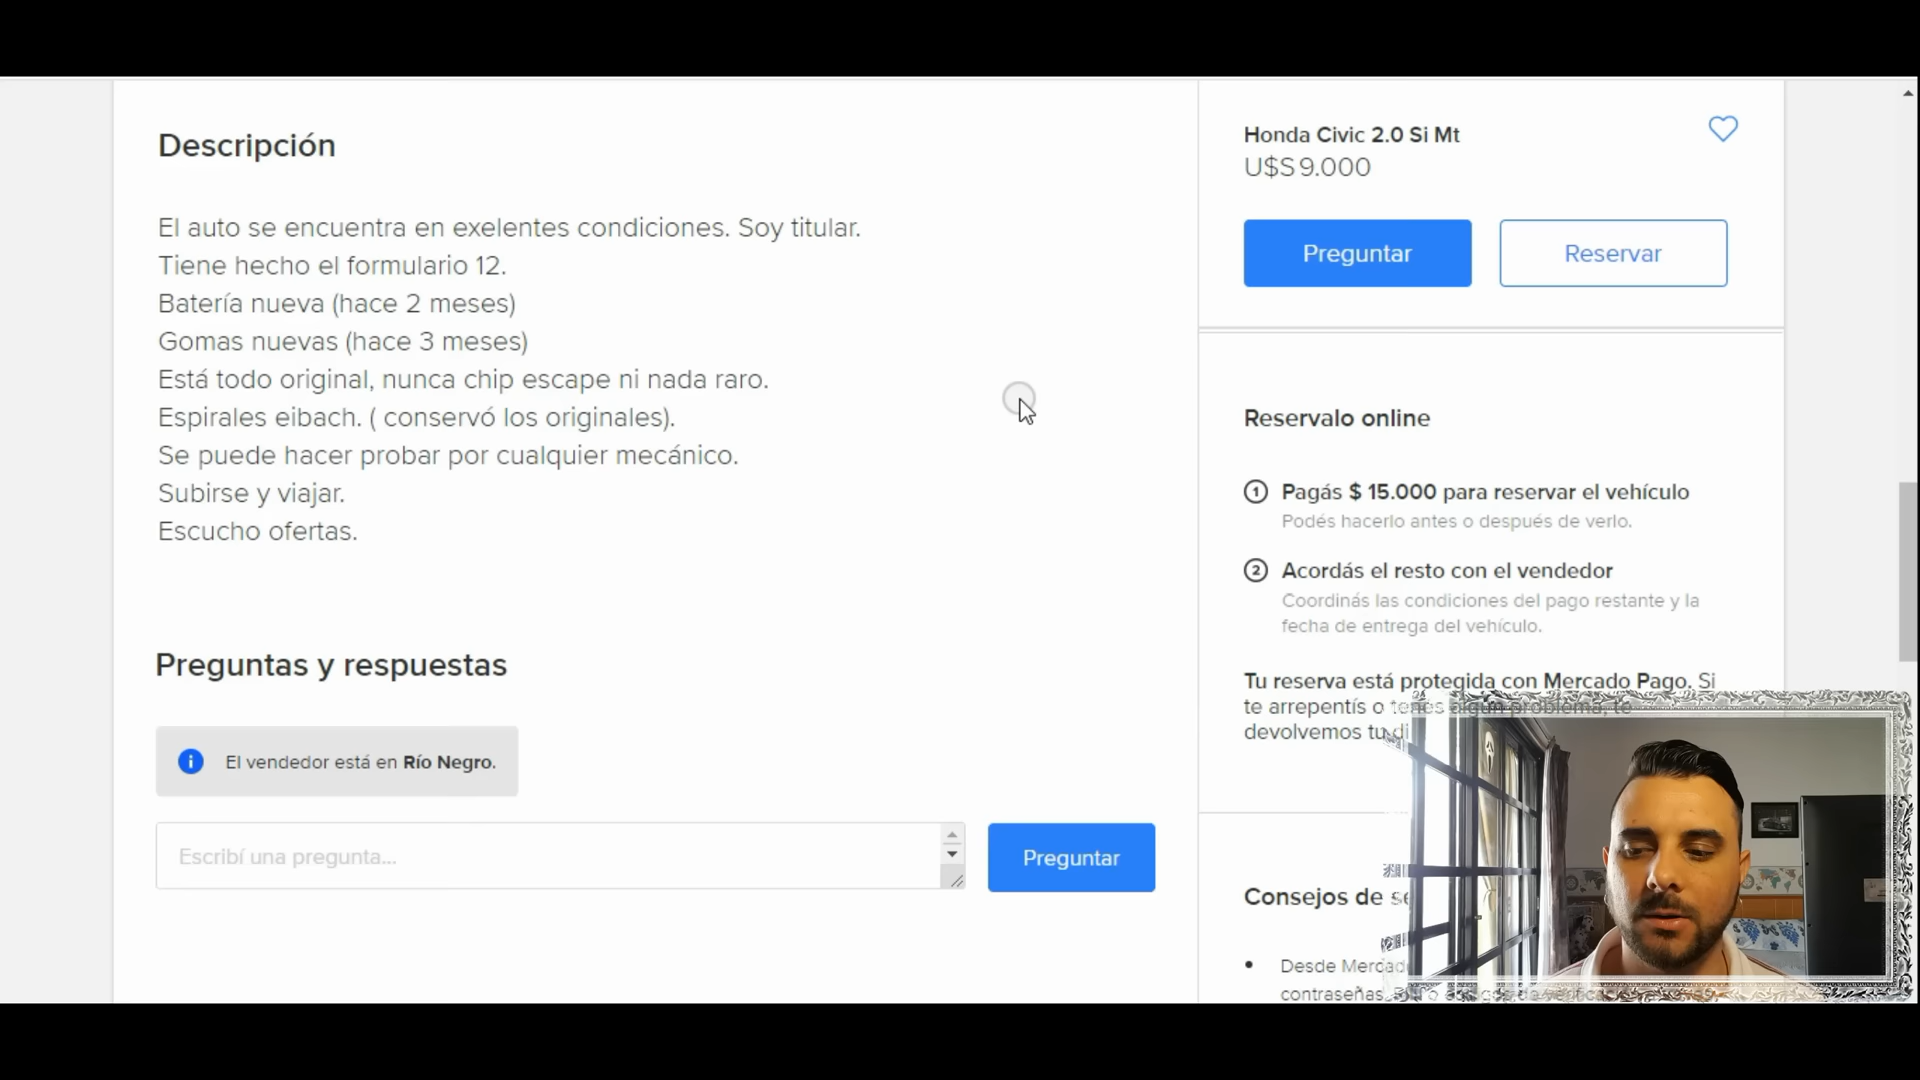 Descripción
El auto se encuentra en exelentes condiciones. Soy titular.
Tiene hecho el formulario 12.
Batería nueva (hace 2 meses)
Gomas nuevas (hace 3 meses)
Está todo original, nunca chip escape ni nada raro.
Espirales eibach. ( conservó los originales).
Se puede hacer probar por cualquier mecánico.
Subirse y viajar.
Escucho ofertas.
Preguntas y respuestas
El vendedor está en Río Negro.
Escribí una pregunta...
Preguntar
Honda Civic 2.0 Si Mt
U$S 9.000
Preguntar
Reservar
Reservalo online
1 Pagás $ 15.000 para reservar el vehículo
Podés hacerlo antes o después de verlo.
2 Acordás el resto con el vendedor
Coordinás las condiciones del pago restante y la
fecha de entrega del vehículo.
Tu reserva está protegida con Mercado Pago. Si
te arrepentís o tenés algún problema, te
devolvemos tu
Consejos de
Desde
contraseñas,